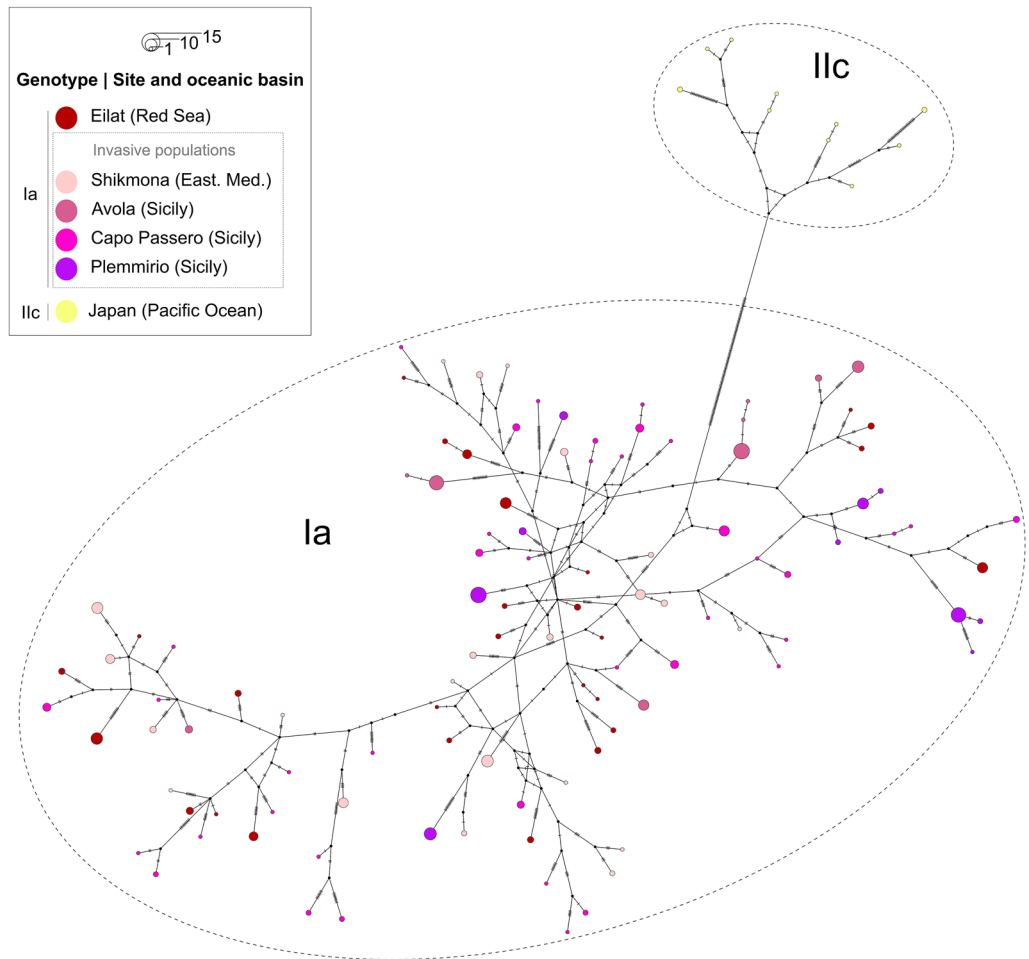 15
10
1
Genotype | Site and oceanic basin
Eilat (Red Sea)
Invasive populations
Shikmona (East. Med.)
Ia
Avola (Sicily)
Capo Passero (Sicily)
Plemmirio (Sicily)
IIc
Japan (Pacific Ocean)
IIc
Ia